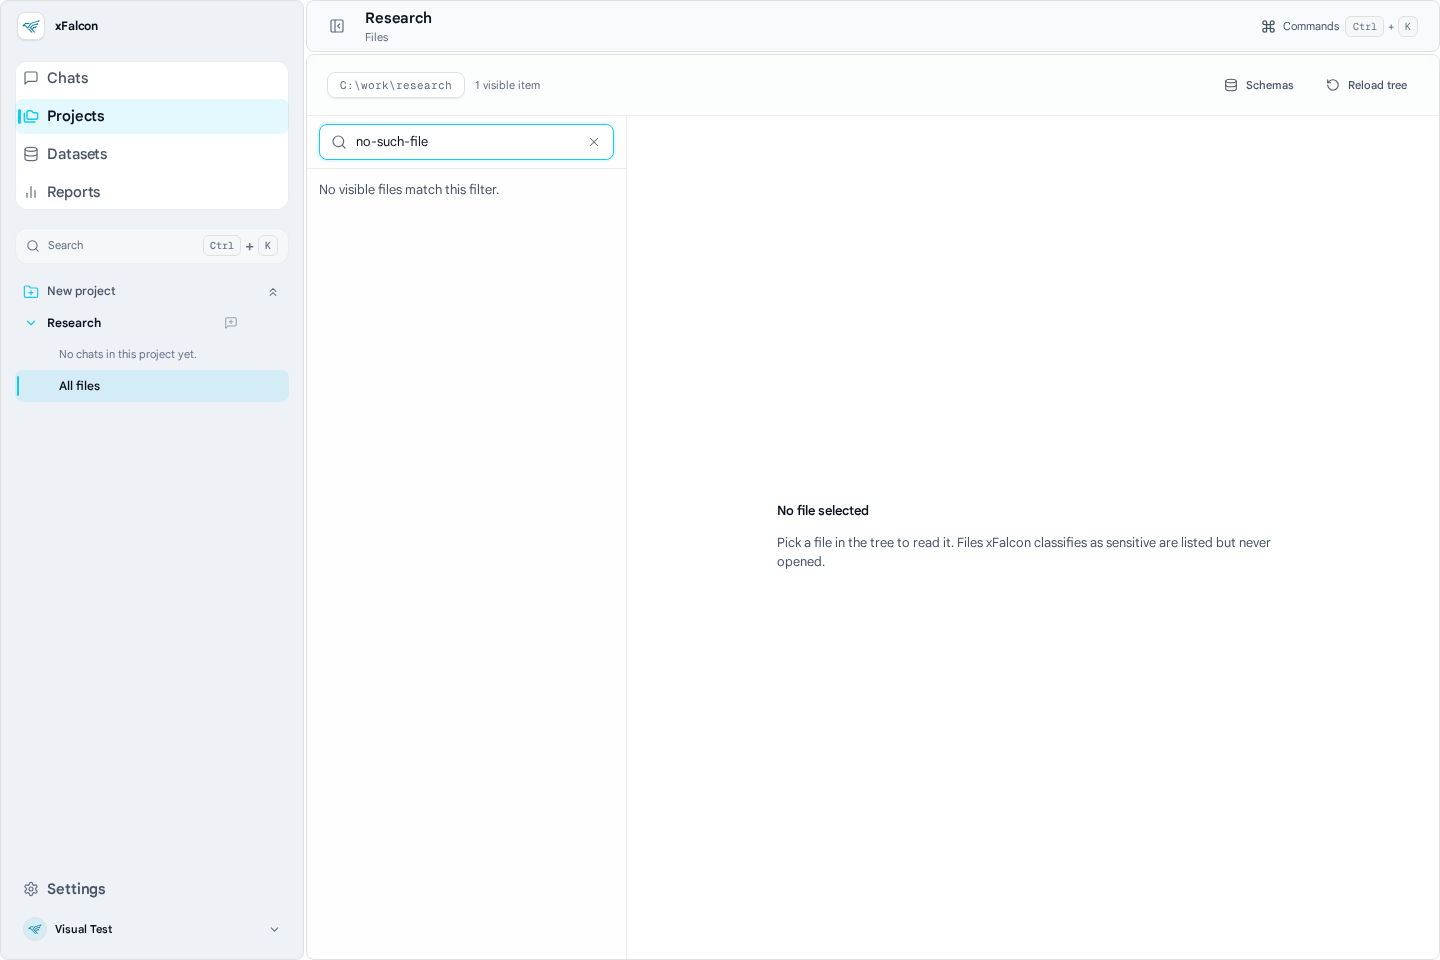 xFalcon
Chats
Projects
Datasets
Reports
Search Ctrl + K
New project
Research
No chats in this project yet.
All files
Settings
Visual Test
Research
Files
Commands Ctrl + K
C:\work\research 1 visible item
Schemas Reload tree
no-such-file
No visible files match this filter.
No file selected
Pick a file in the tree to read it. Files xFalcon classifies as sensitive are listed but never
opened.